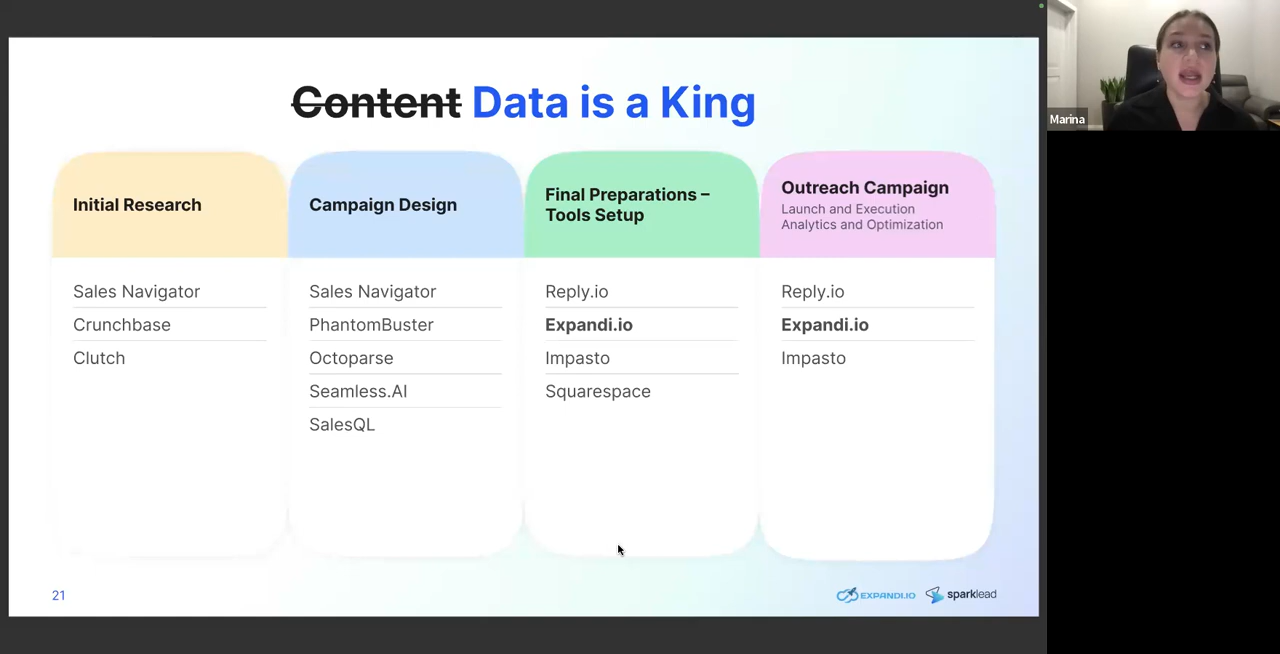 Content Data is a King
Initial Research
Sales Navigator
Crunchbase
Clutch
Campaign Design
Sales Navigator
PhantomBuster
Octoparse
Seamless.AI
SalesQL
Final Preparations –
Tools Setup
Reply.io
Expandi.io
Impasto
Squarespace
Outreach Campaign
Launch and Execution
Analytics and Optimization
Reply.io
Expandi.io
Impasto
21
EXPANDI.IO
sparklead
Marina